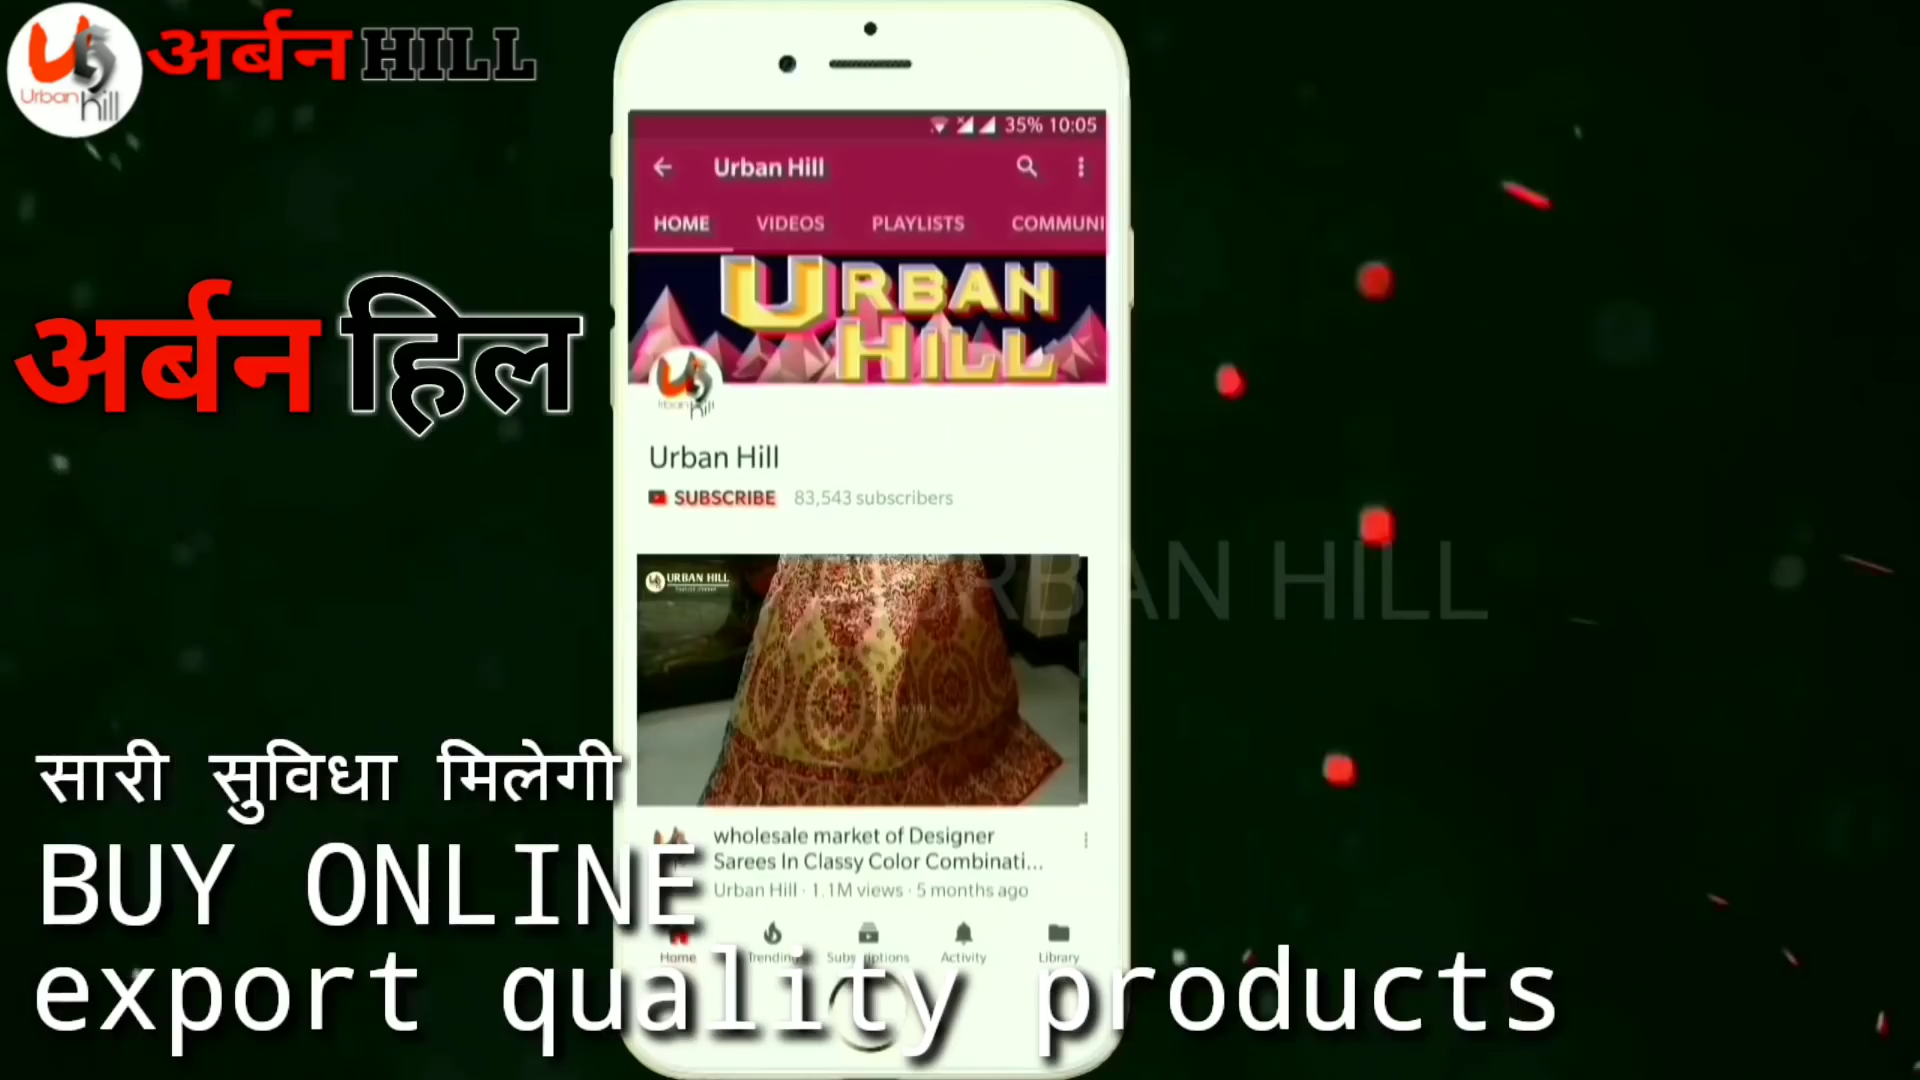 अर्बन HILL
Urban hill
35% 10:05
Urban Hill
HOME VIDEOS PLAYLISTS COMMUNI
URBAN HILL
अर्बन हिल
Urban Hill
SUBSCRIBE 83,543 subscribers
URBAN HILL
URBAN HILL
सारी सुविधा मिलेगी
wholesale market of Designer
Sarees In Classy Color Combinati...
Urban Hill · 1.1M views · 5 months ago
BUY ONLINE
Home Trending Subscriptions Activity Library
export quality products